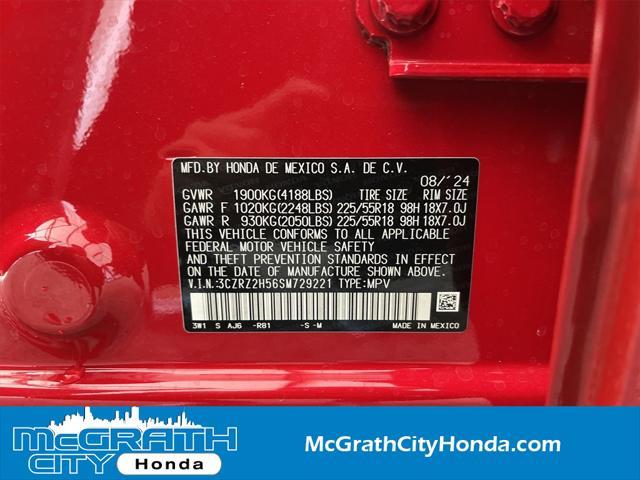 MFD.BY HONDA DE MEXICO S.A. DE C.V.
08/'24
GVWR 1900KG(4188LBS) TIRE SIZE RIM SIZE
GAWR F 1020KG(2248LBS) 225/55R18 98H 18X7.0J
GAWR R 930KG(2050LBS) 225/55R18 98H 18X7.0J
THIS VEHICLE CONFORMS TO ALL APPLICABLE
FEDERAL MOTOR VEHICLE SAFETY
AND THEFT PREVENTION STANDARDS IN EFFECT
ON THE DATE OF MANUFACTURE SHOWN ABOVE.
V.I.N.:3CZRZ2H56SM729221 TYPE:MPV
3W1 S AJ6 -R81 -S -M MADE IN MEXICO
McGRATH
CITY Honda
McGrathCityHonda.com